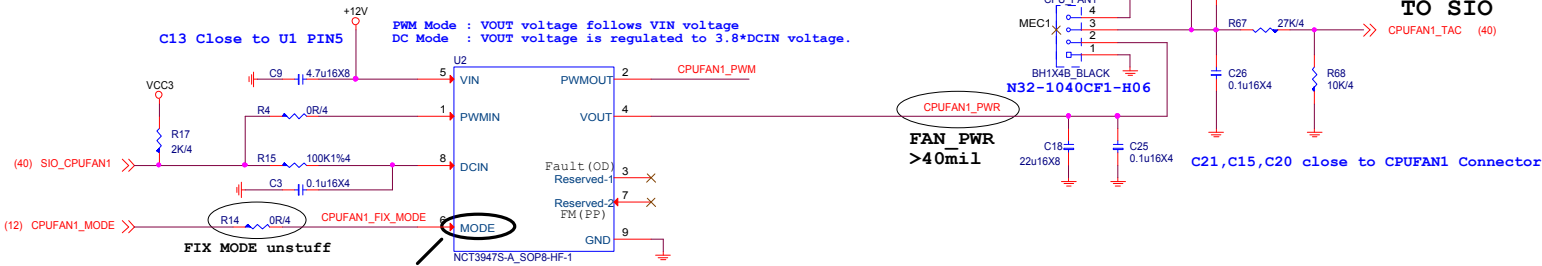 +12V
PWM Mode : VOUT voltage follows VIN voltage
DC Mode : VOUT voltage is regulated to 3.8*DCIN voltage.
C13 Close to U1 PIN5
VCC3
C9 4.7u16X8
R4 0R/4
R17
2K/4
(40) SIO_CPUFAN1
R15 100K1%4
C3 0.1u16X4
(12) CPUFAN1_MODE
R14 0R/4
CPUFAN1_FIX_MODE
FIX MODE unstuff
U2
5 VIN
1 PWMIN
8 DCIN
6 MODE
PWMOUT 2
VOUT 4
Fault(OD)
Reserved-1 3
Reserved-2 7
FM(PP)
GND 9
NCT3947S-A_SOP8-HF-1
CPUFAN1_PWM
CPUFAN1_PWR
FAN_PWR
>40mil
CPU_FAN1
MEC1
4
3
2
1
BH1X4B_BLACK
N32-1040CF1-H06
C18
22u16X8
C25
0.1u16X4
C26
0.1u16X4
R67 27K/4
R68
10K/4
TO SIO
CPUFAN1_TAC (40)
C21,C15,C20 close to CPUFAN1 Connector